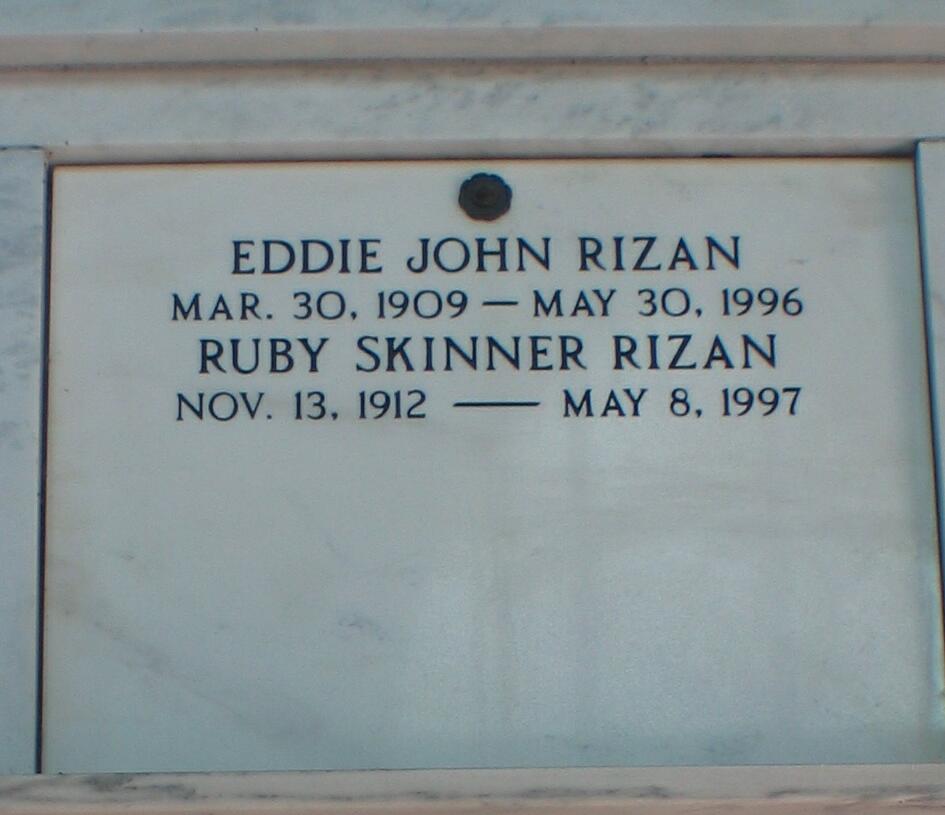 EDDIE JOHN RIZAN
MAR. 30, 1909 — MAY 30, 1996
RUBY SKINNER RIZAN
NOV. 13, 1912 — MAY 8, 1997